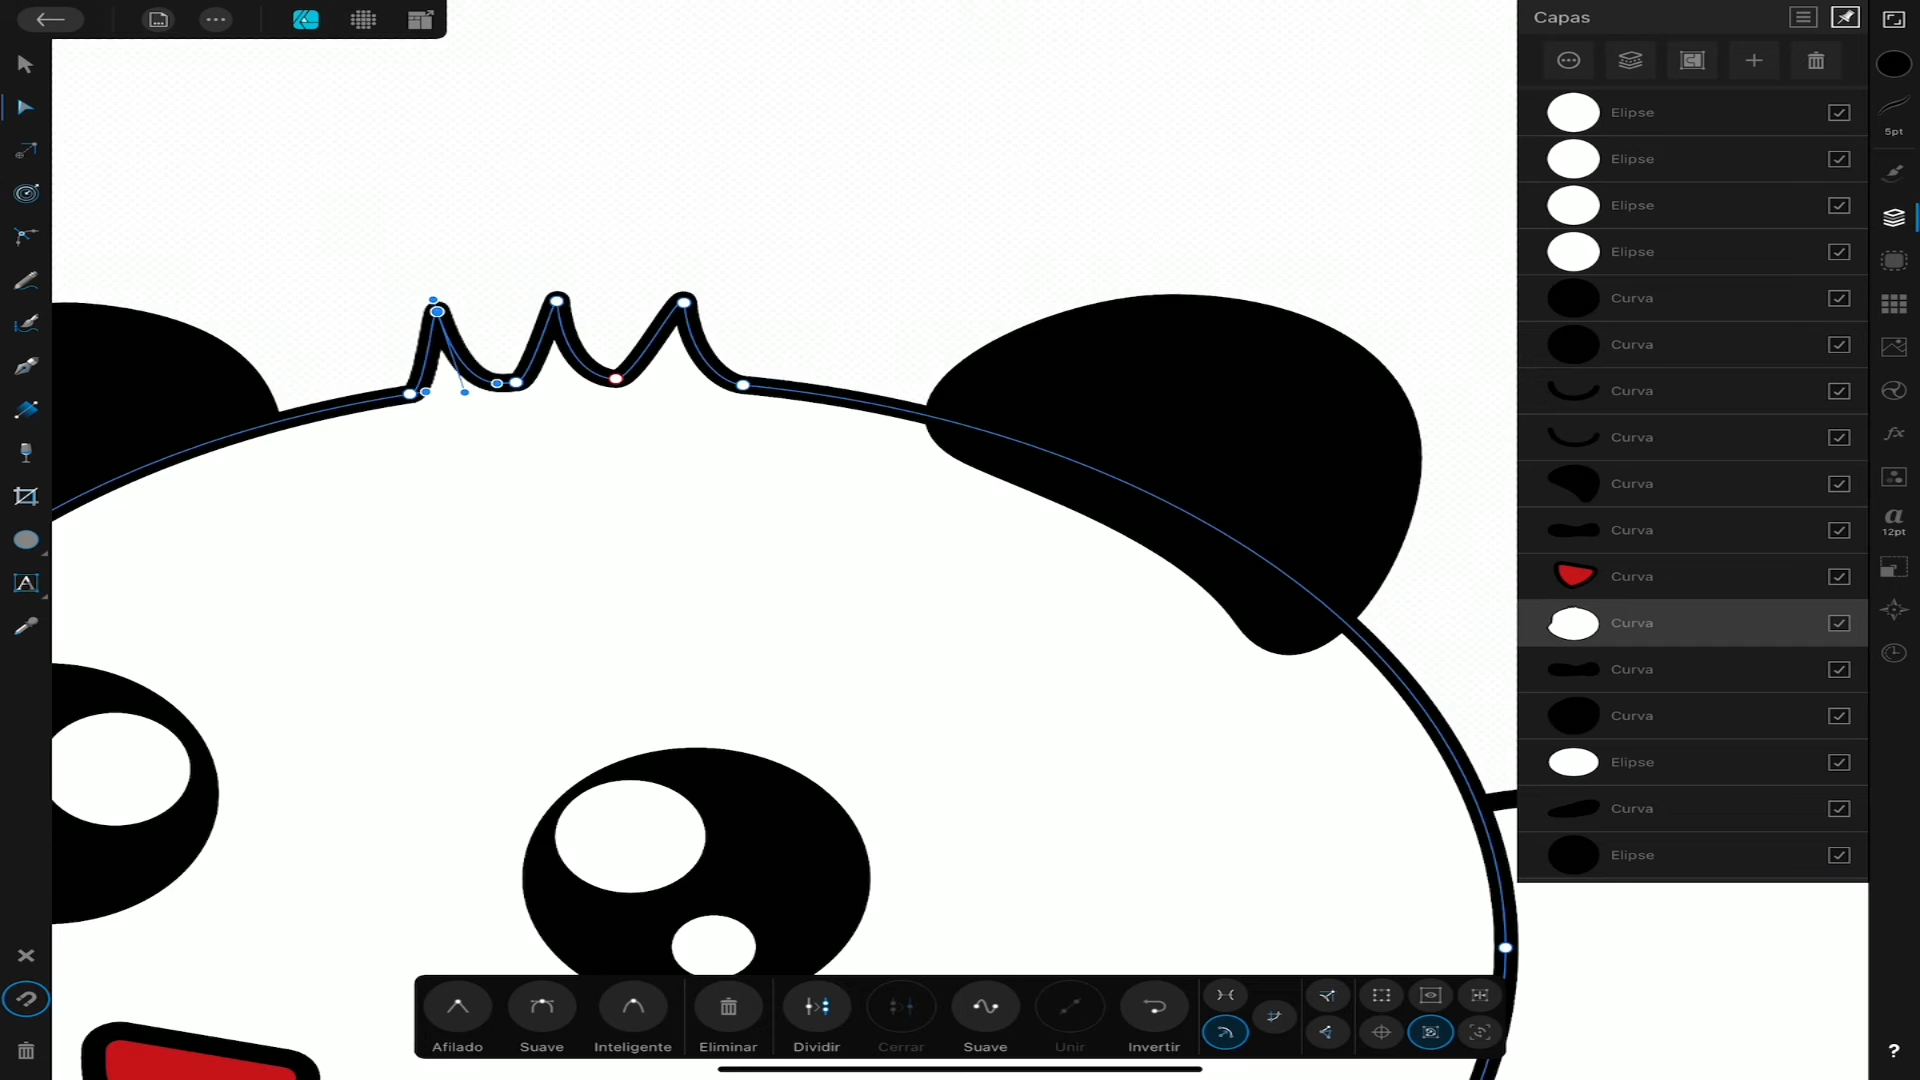 Capas
5pt
Elipse
Elipse
Elipse
Elipse
Curva
Curva
Curva
Curva
Curva
Curva
Curva
Curva
Curva
Curva
Elipse
Curva
Elipse
fx
a
12pt
A
Afilado
Suave
Inteligente
Eliminar
Dividir
Cerrar
Suave
Unir
Invertir
?